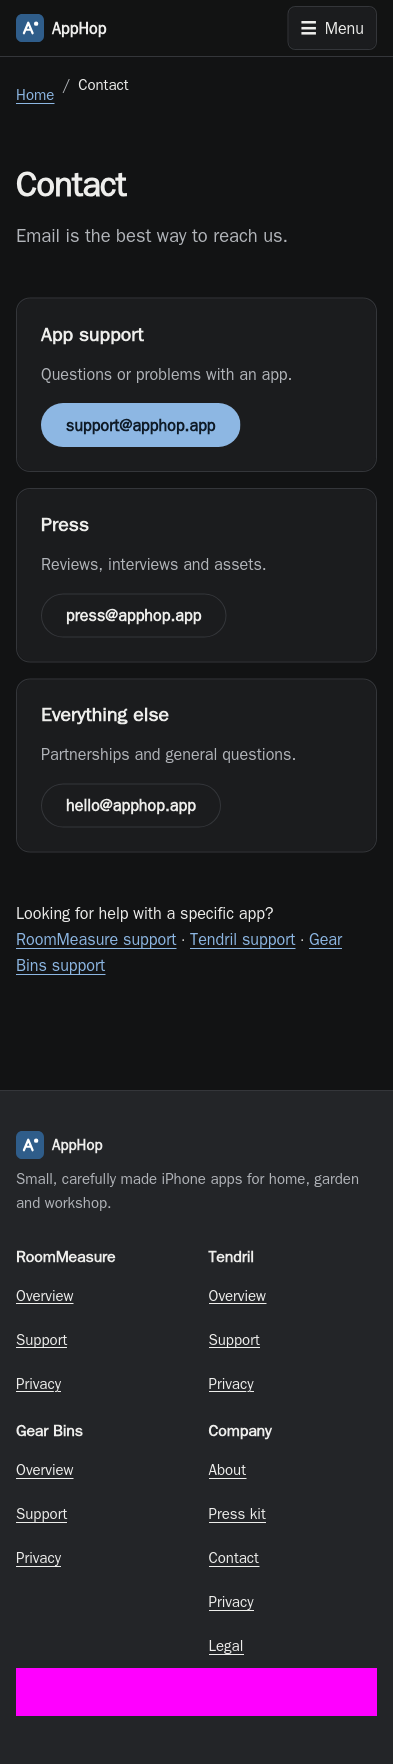 AppHop
☰ Menu
Home / Contact
Contact
Email is the best way to reach us.
App support
Questions or problems with an app.
support@apphop.app
Press
Reviews, interviews and assets.
press@apphop.app
Everything else
Partnerships and general questions.
hello@apphop.app
Looking for help with a specific app?
RoomMeasure support · Tendril support · Gear
Bins support
AppHop
Small, carefully made iPhone apps for home, garden
and workshop.
RoomMeasure
Overview
Support
Privacy
Tendril
Overview
Support
Privacy
Gear Bins
Overview
Support
Privacy
Company
About
Press kit
Contact
Privacy
Legal